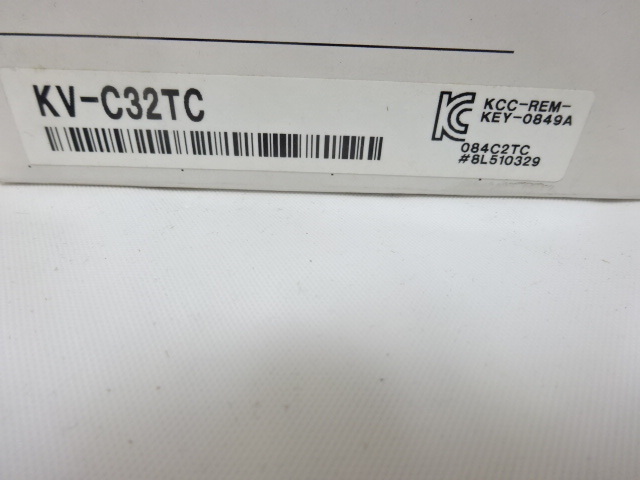 KV-C32TC
KCC-REM-
KEY-0849A
084C2TC
#8L510329